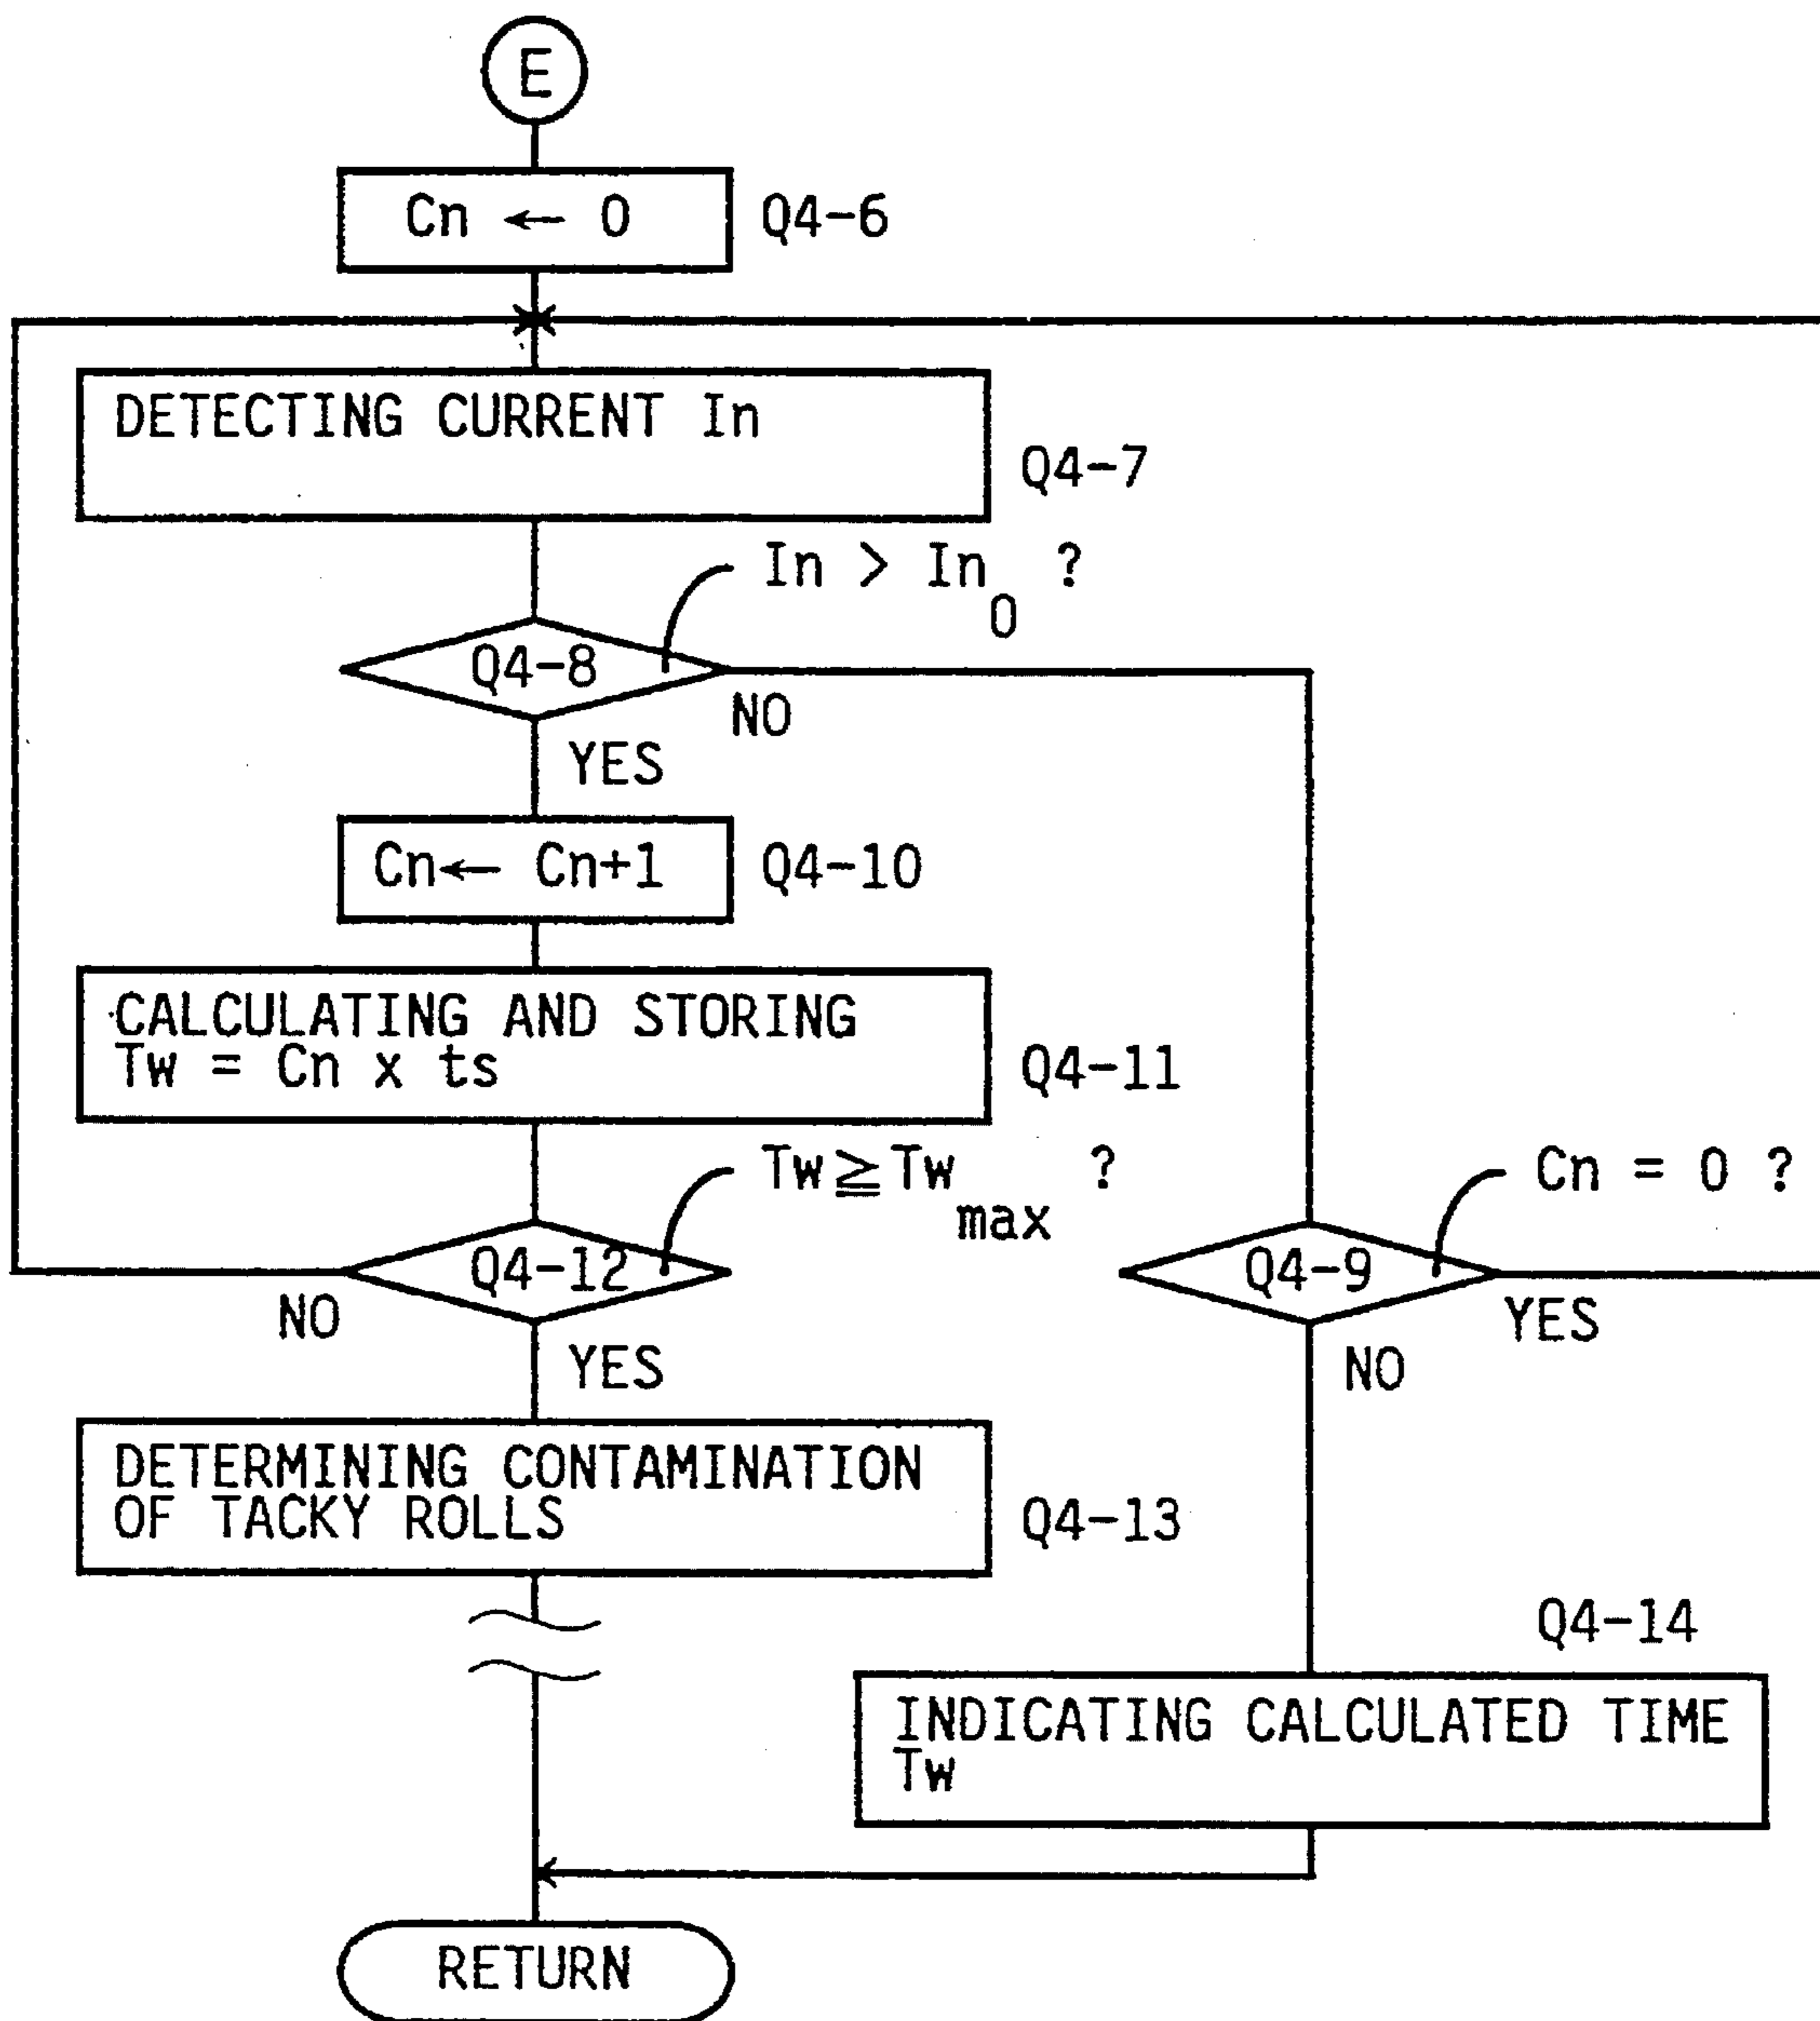 E
Cn ← 0
Q4-6
DETECTING CURRENT In
Q4-7
In > In0 ?
Q4-8
NO
YES
Cn← Cn+1
Q4-10
CALCULATING AND STORING
Tw = Cn x ts
Q4-11
Tw≧Twmax ?
Q4-12
NO
YES
Cn = 0 ?
Q4-9
YES
NO
DETERMINING CONTAMINATION
OF TACKY ROLLS
Q4-13
Q4-14
INDICATING CALCULATED TIME
Tw
RETURN